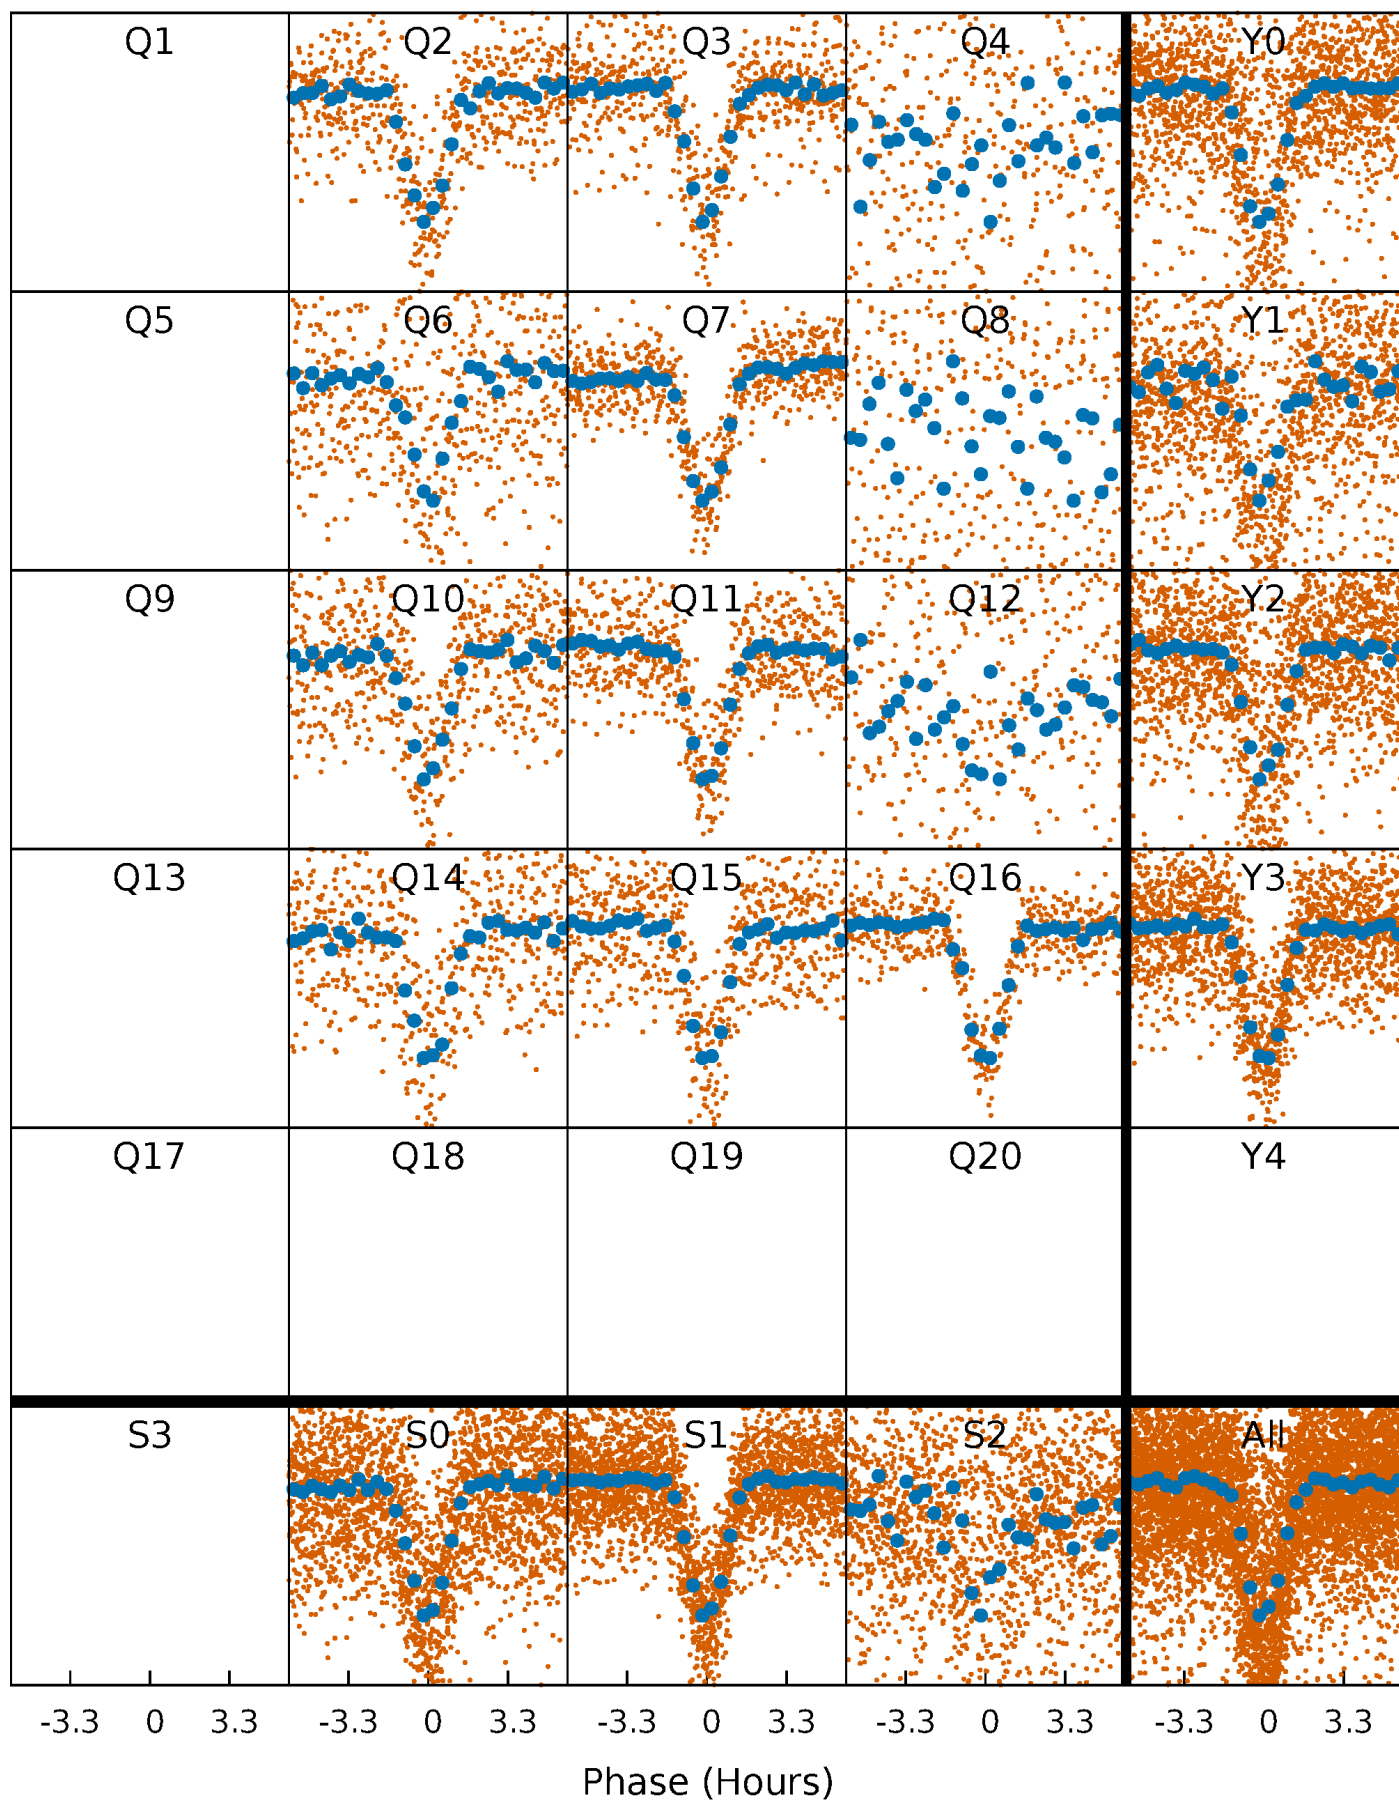 Q1 Q2 Q3 Q4 Y0
Q5 Q6 Q7 Q8 Y1
Q9 Q10 Q11 Q12 Y2
Q13 Q14 Q15 Q16 Y3
Q17 Q18 Q19 Q20 Y4
S3 S0 S1 S2 All
-3.3 0 3.3 -3.3 0 3.3 -3.3 0 3.3 -3.3 0 3.3 -3.3 0 3.3
Phase (Hours)